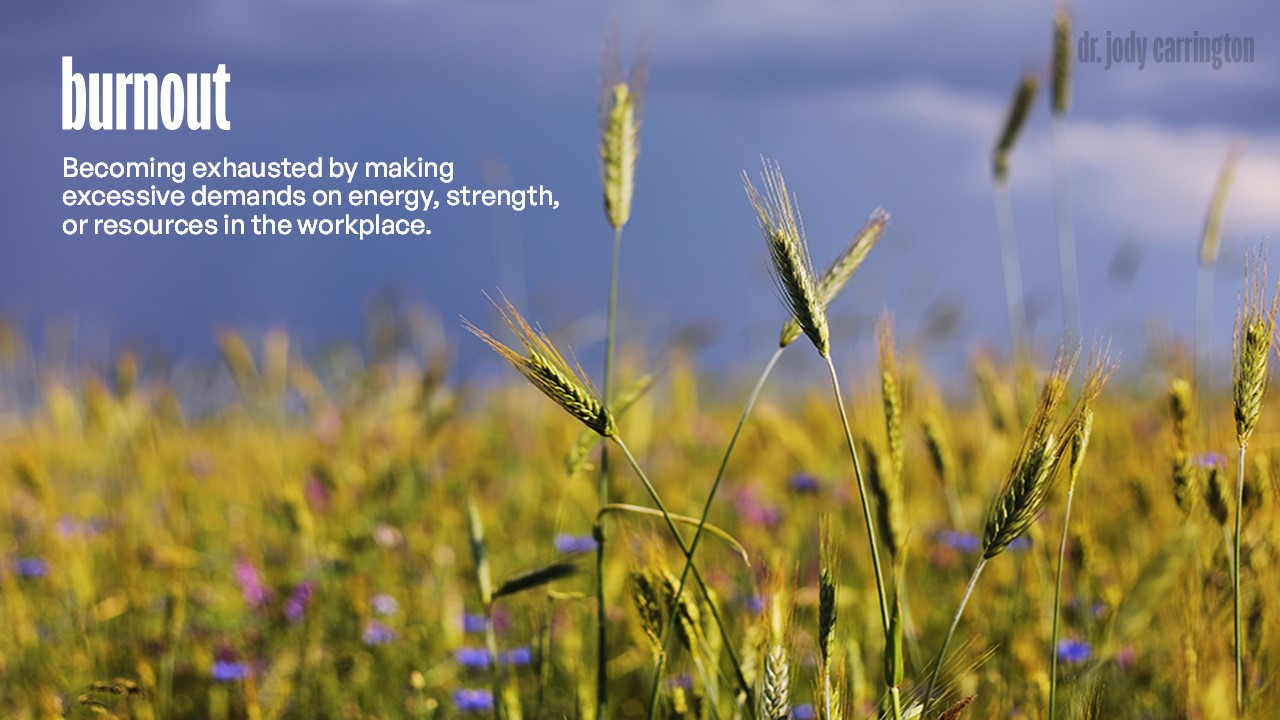 dr. jody carrington
burnout
Becoming exhausted by making
excessive demands on energy, strength,
or resources in the workplace.